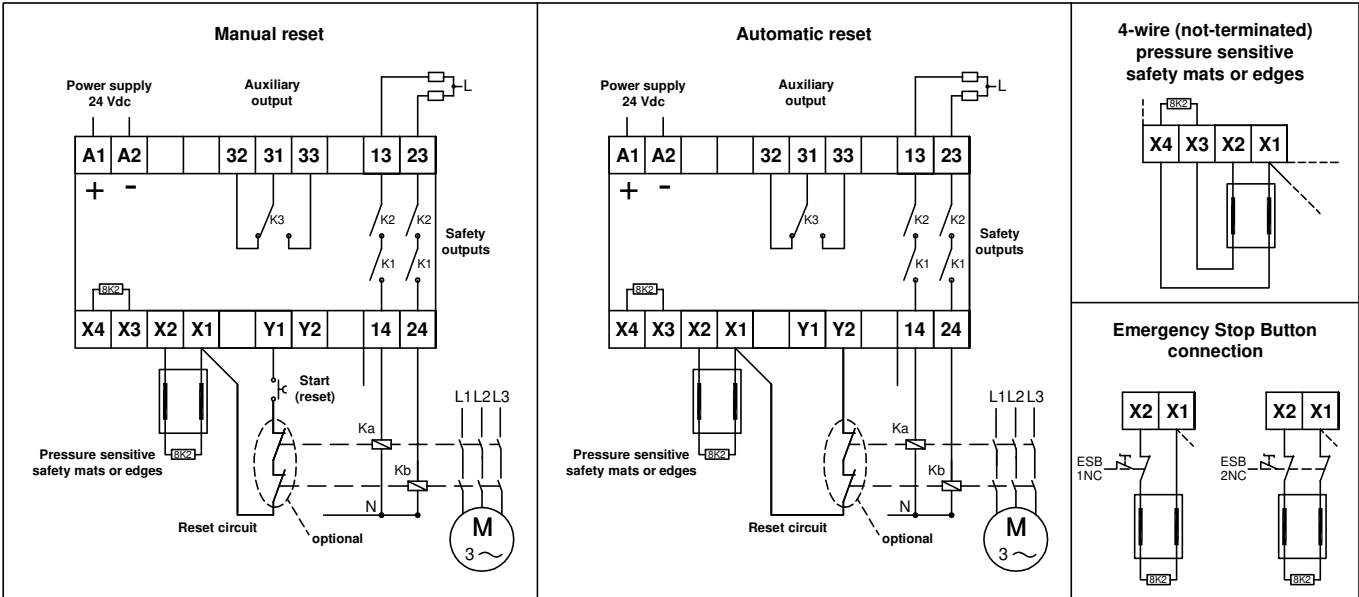 Manual reset
Power supply
24 Vdc
Auxiliary
output
L
A1 A2 32 31 33 13 23
+ -
K3 K2 K2
Safety
outputs
K1 K1
8K2
X4 X3 X2 X1 Y1 Y2 14 24
Start
(reset)
L1 L2 L3
Ka
Pressure sensitive
safety mats or edges
8K2
Kb
N
Reset circuit
optional
M
3 ~
Automatic reset
Power supply
24 Vdc
Auxiliary
output
L
A1 A2 32 31 33 13 23
+ -
K3 K2 K2
Safety
outputs
K1 K1
8K2
X4 X3 X2 X1 Y1 Y2 14 24
L1 L2 L3
Ka
Pressure sensitive
safety mats or edges
8K2
Kb
N
Reset circuit
optional
M
3 ~
4-wire (not-terminated)
pressure sensitive
safety mats or edges
8K2
X4 X3 X2 X1
Emergency Stop Button
connection
X2 X1 X2 X1
ESB
1NC
ESB
2NC
8K2 8K2